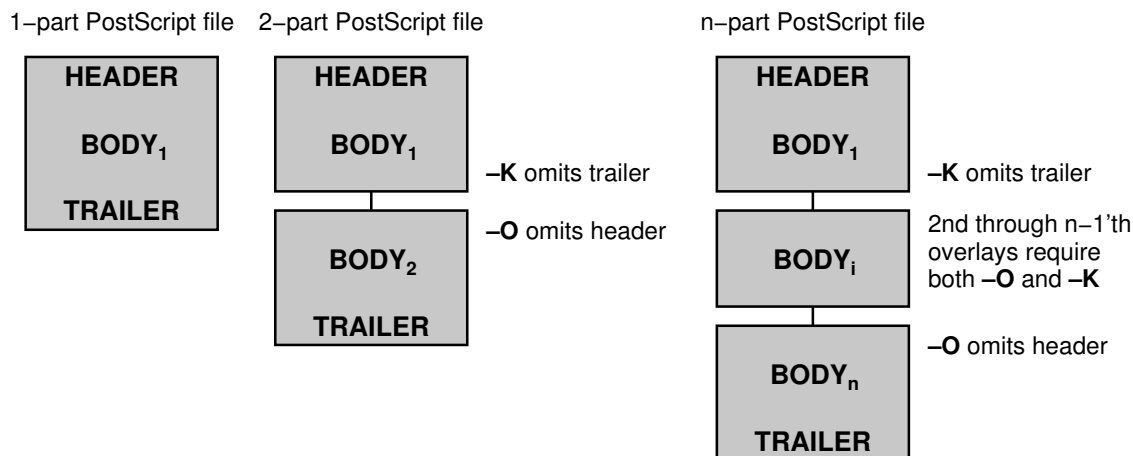 1−part PostScript file
HEADER
BODY₁
TRAILER
2−part PostScript file
HEADER
BODY₁
−K omits trailer
−O omits header
BODY₂
TRAILER
n−part PostScript file
HEADER
BODY₁
−K omits trailer
BODYᵢ
2nd through n−1'th
overlays require
both −O and −K
−O omits header
BODYₙ
TRAILER